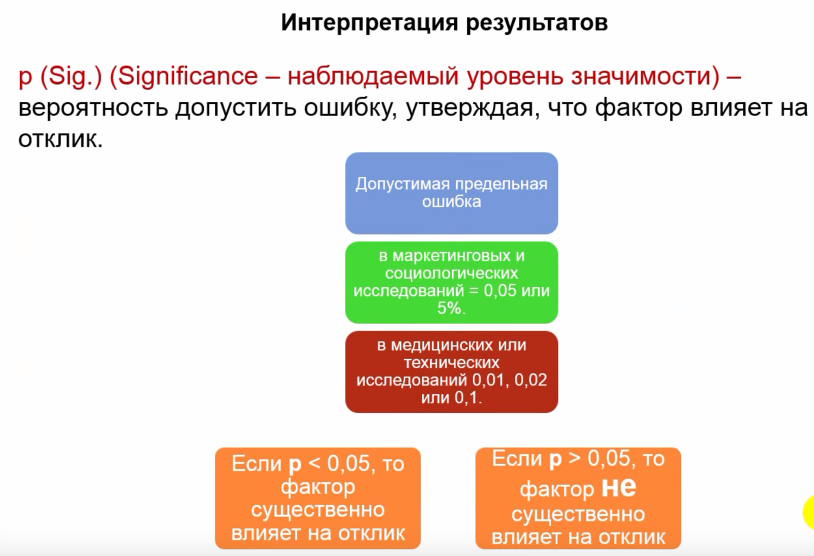 Интерпретация результатов
p (Sig.) (Significance – наблюдаемый уровень значимости) –
вероятность допустить ошибку, утверждая, что фактор влияет на
отклик.
Допустимая предельная
ошибка
в маркетинговых и
социологических
исследований = 0,05 или
5%.
в медицинских или
технических
исследований 0,01, 0,02
или 0,1.
Если p < 0,05, то
фактор
существенно
влияет на отклик
Если p > 0,05, то
фактор не
существенно
влияет на отклик